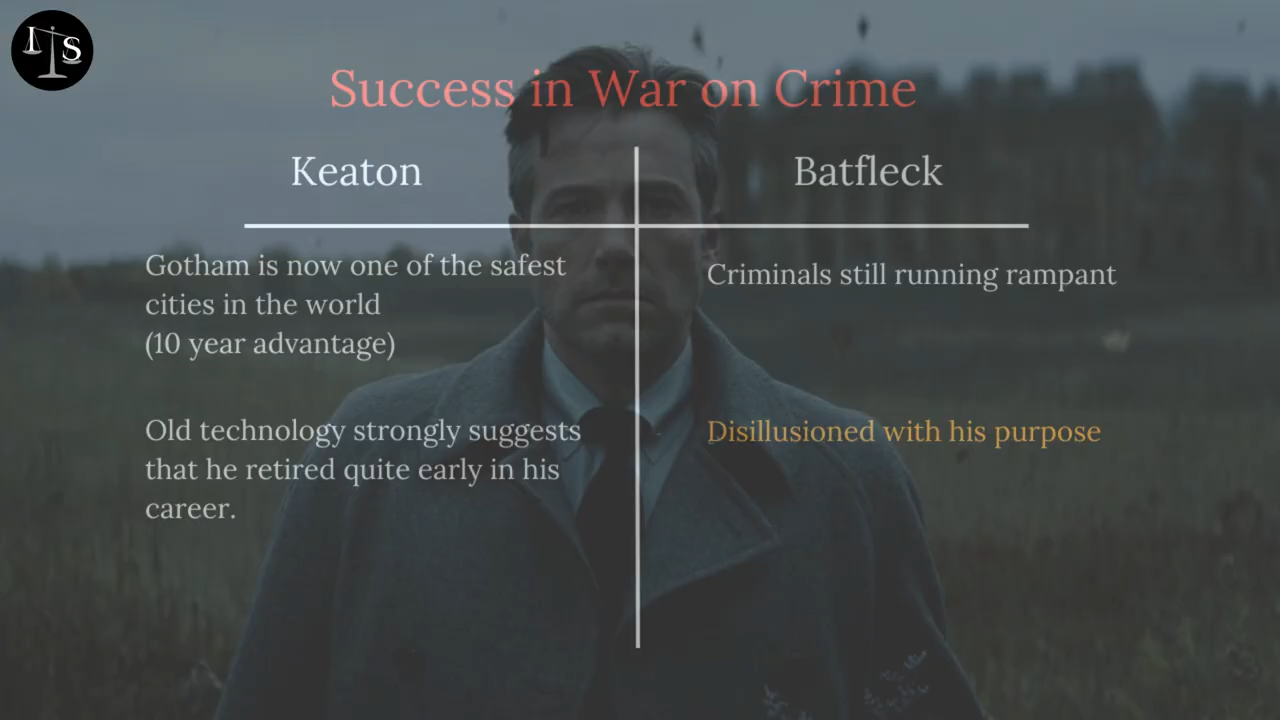 I S
Success in War on Crime
Keaton
Batfleck
Gotham is now one of the safest
cities in the world
(10 year advantage)
Criminals still running rampant
Old technology strongly suggests
that he retired quite early in his
career.
Disillusioned with his purpose